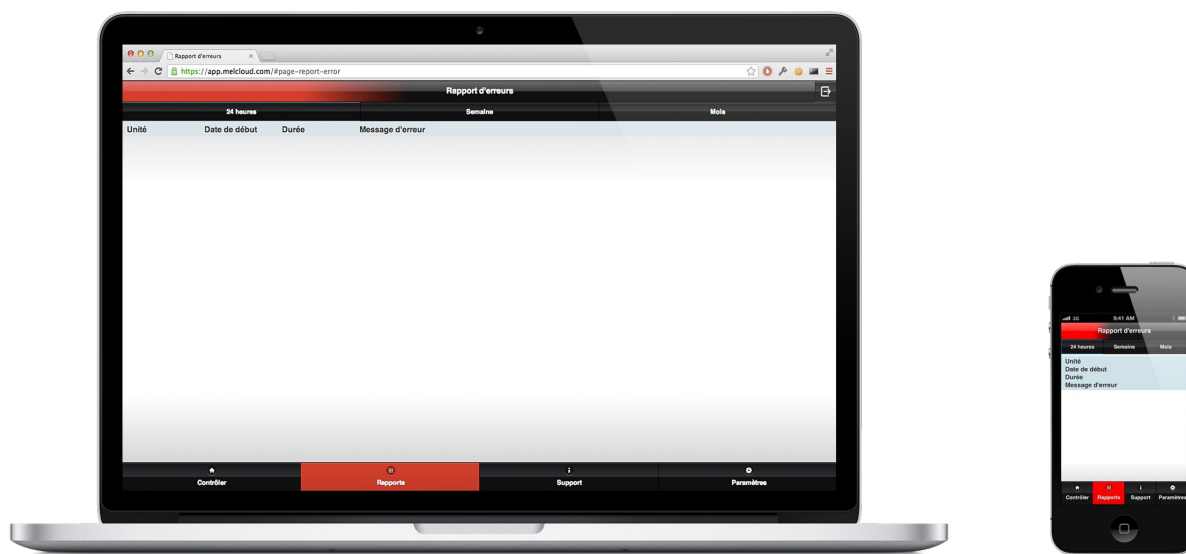 Rapport d'erreurs
https://app.melcloud.com/#page-report-error
Rapport d'erreurs
24 heures Semaine Mois
Unité Date de début Durée Message d'erreur
Contrôler Rapports Support Paramètres
3G 9:41 AM
Rapport d'erreurs
24 heures Semaine Mois
Unité
Date de début
Durée
Message d'erreur
Contrôler Rapports Support Paramètres